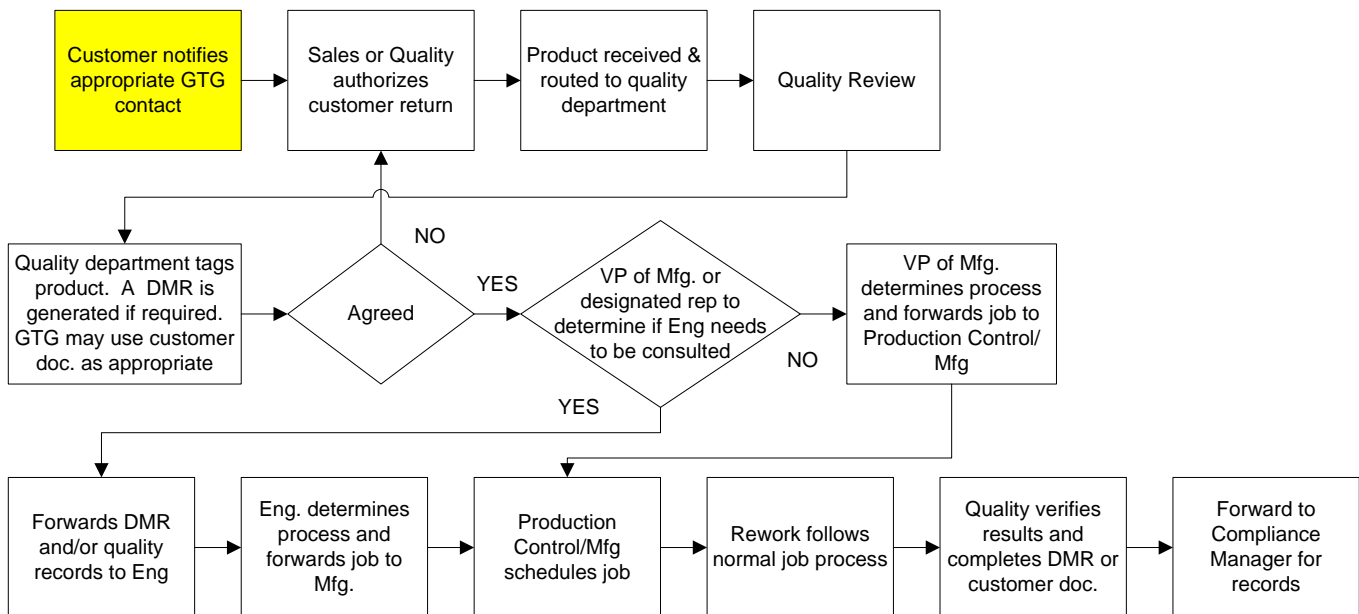 Customer notifies
appropriate GTG
contact
Sales or Quality
authorizes
customer return
Product received &
routed to quality
department
Quality Review
Quality department tags
product. A DMR is
generated if required.
GTG may use customer
doc. as appropriate
Agreed
NO
YES
VP of Mfg. or
designated rep to
determine if Eng needs
to be consulted
NO
YES
VP of Mfg.
determines process
and forwards job to
Production Control/
Mfg
Forwards DMR
and/or quality
records to Eng
Eng. determines
process and
forwards job to
Mfg.
Production
Control/Mfg
schedules job
Rework follows
normal job process
Quality verifies
results and
completes DMR or
customer doc.
Forward to
Compliance
Manager for
records